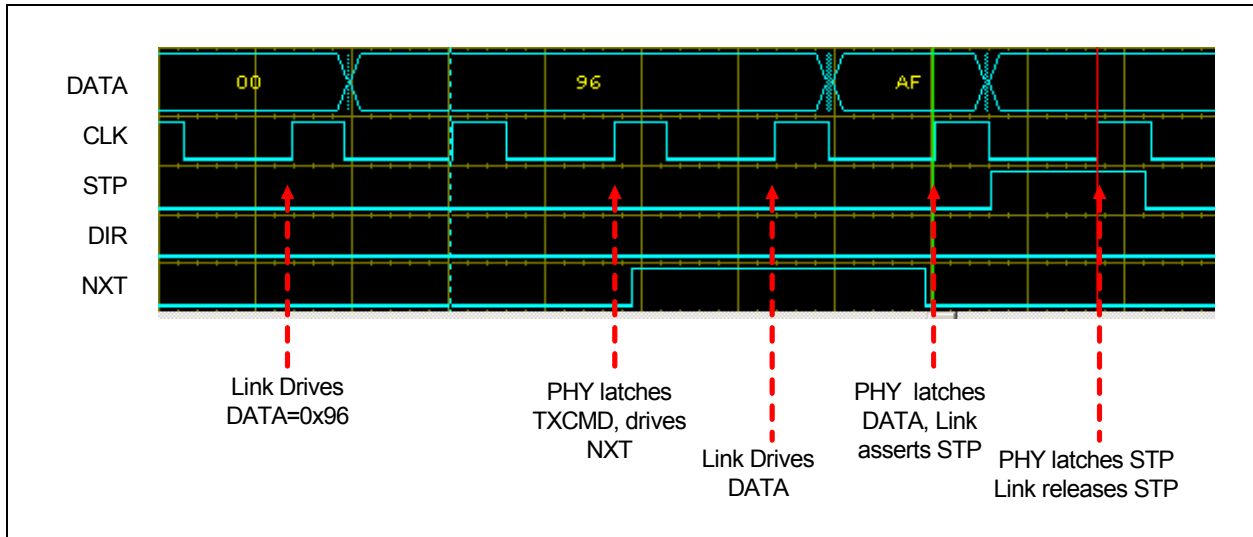 DATA
00
96
AF
CLK
STP
DIR
NXT
Link Drives
DATA=0x96
PHY latches
TXCMD, drives
NXT
Link Drives
DATA
PHY latches
DATA, Link
asserts STP
PHY latches STP
Link releases STP